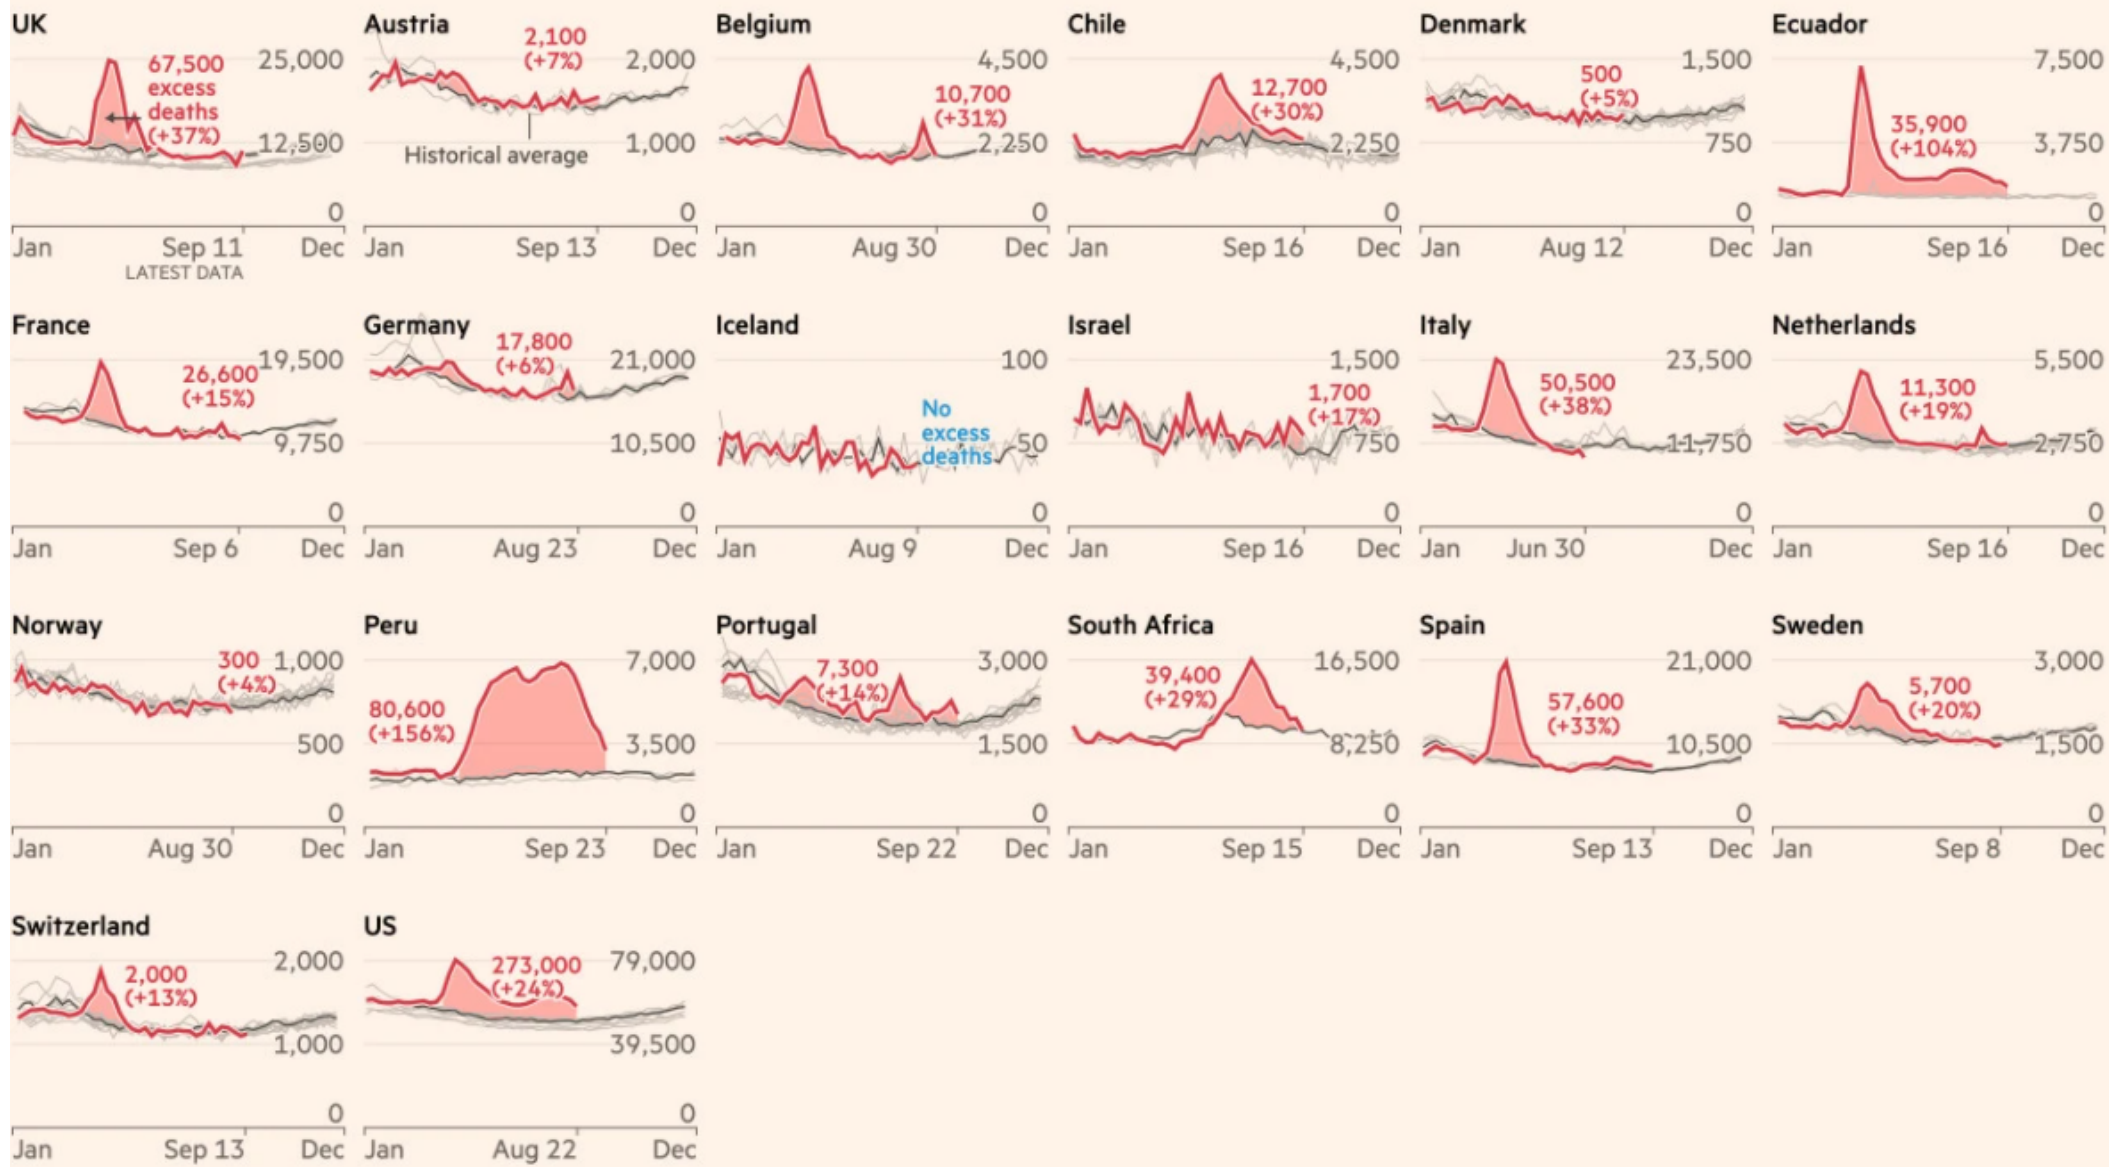 UK
67,500
excess
deaths
(+37%)
25,000
12,500
0
Jan Sep 11 Dec
LATEST DATA
Austria
2,100
(+7%)
2,000
Historical average
1,000
0
Jan Sep 13 Dec
Belgium
4,500
10,700
(+31%)
2,250
0
Jan Aug 30 Dec
Chile
4,500
12,700
(+30%)
2,250
0
Jan Sep 16 Dec
Denmark
1,500
500
(+5%)
750
0
Jan Aug 12 Dec
Ecuador
7,500
35,900
(+104%)
3,750
0
Jan Sep 16 Dec
France
19,500
26,600
(+15%)
9,750
0
Jan Sep 6 Dec
Germany
17,800
(+6%)
21,000
10,500
0
Jan Aug 23 Dec
Iceland
100
No
excess
deaths
50
0
Jan Aug 9 Dec
Israel
1,500
1,700
(+17%)
750
0
Jan Sep 16 Dec
Italy
23,500
50,500
(+38%)
11,750
0
Jan Jun 30 Dec
Netherlands
5,500
11,300
(+19%)
2,750
0
Jan Sep 16 Dec
Norway
300
(+4%)
1,000
500
0
Jan Aug 30 Dec
Peru
7,000
80,600
(+156%)
3,500
0
Jan Sep 23 Dec
Portugal
7,300
(+14%)
3,000
1,500
0
Jan Sep 22 Dec
South Africa
39,400
(+29%)
16,500
8,250
0
Jan Sep 15 Dec
Spain
21,000
57,600
(+33%)
10,500
0
Jan Sep 13 Dec
Sweden
3,000
5,700
(+20%)
1,500
0
Jan Sep 8 Dec
Switzerland
2,000
(+13%)
2,000
1,000
0
Jan Sep 13 Dec
US
273,000
(+24%)
79,000
39,500
0
Jan Aug 22 Dec